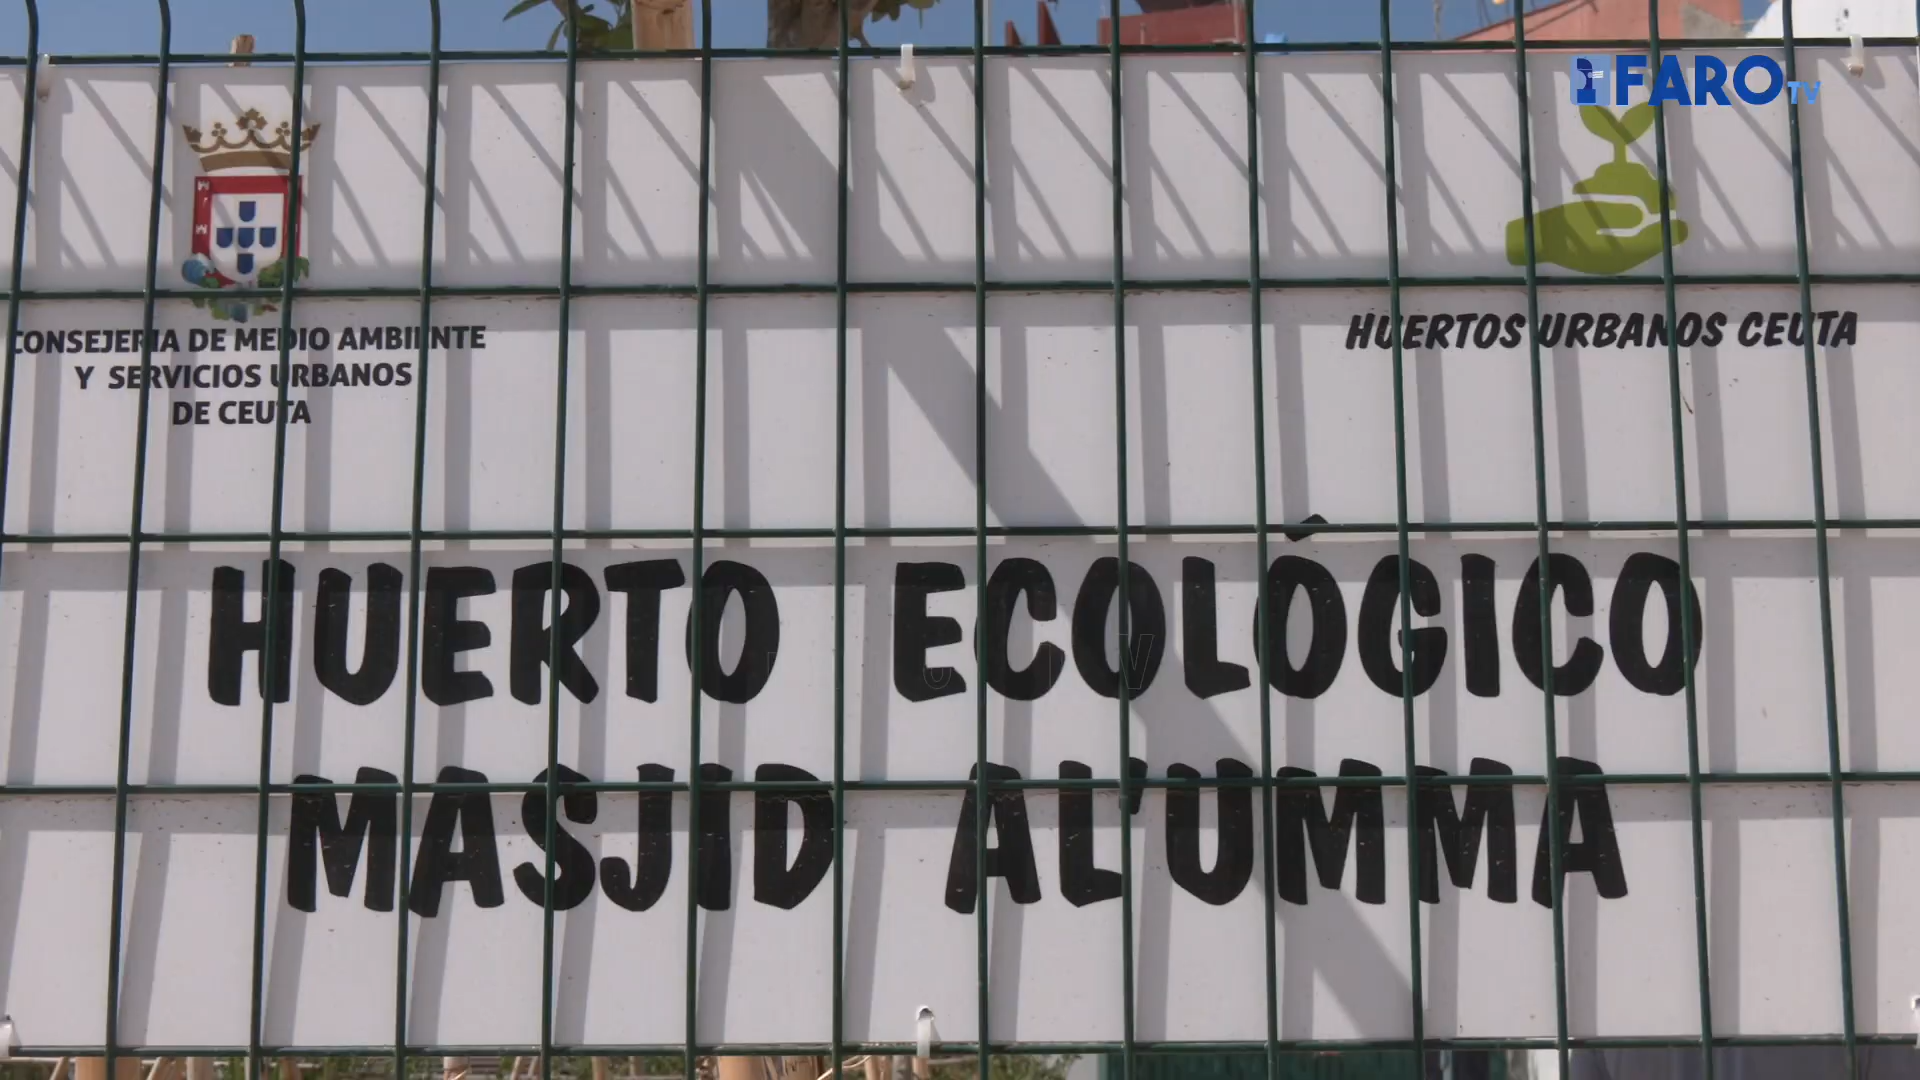 FARO TV
CONSEJERIA DE MEDIO AMBIENTE
Y SERVICIOS URBANOS
DE CEUTA
HUERTOS URBANOS CEUTA
HUERTO ECOLÓGICO
MASJID AL'UMMA